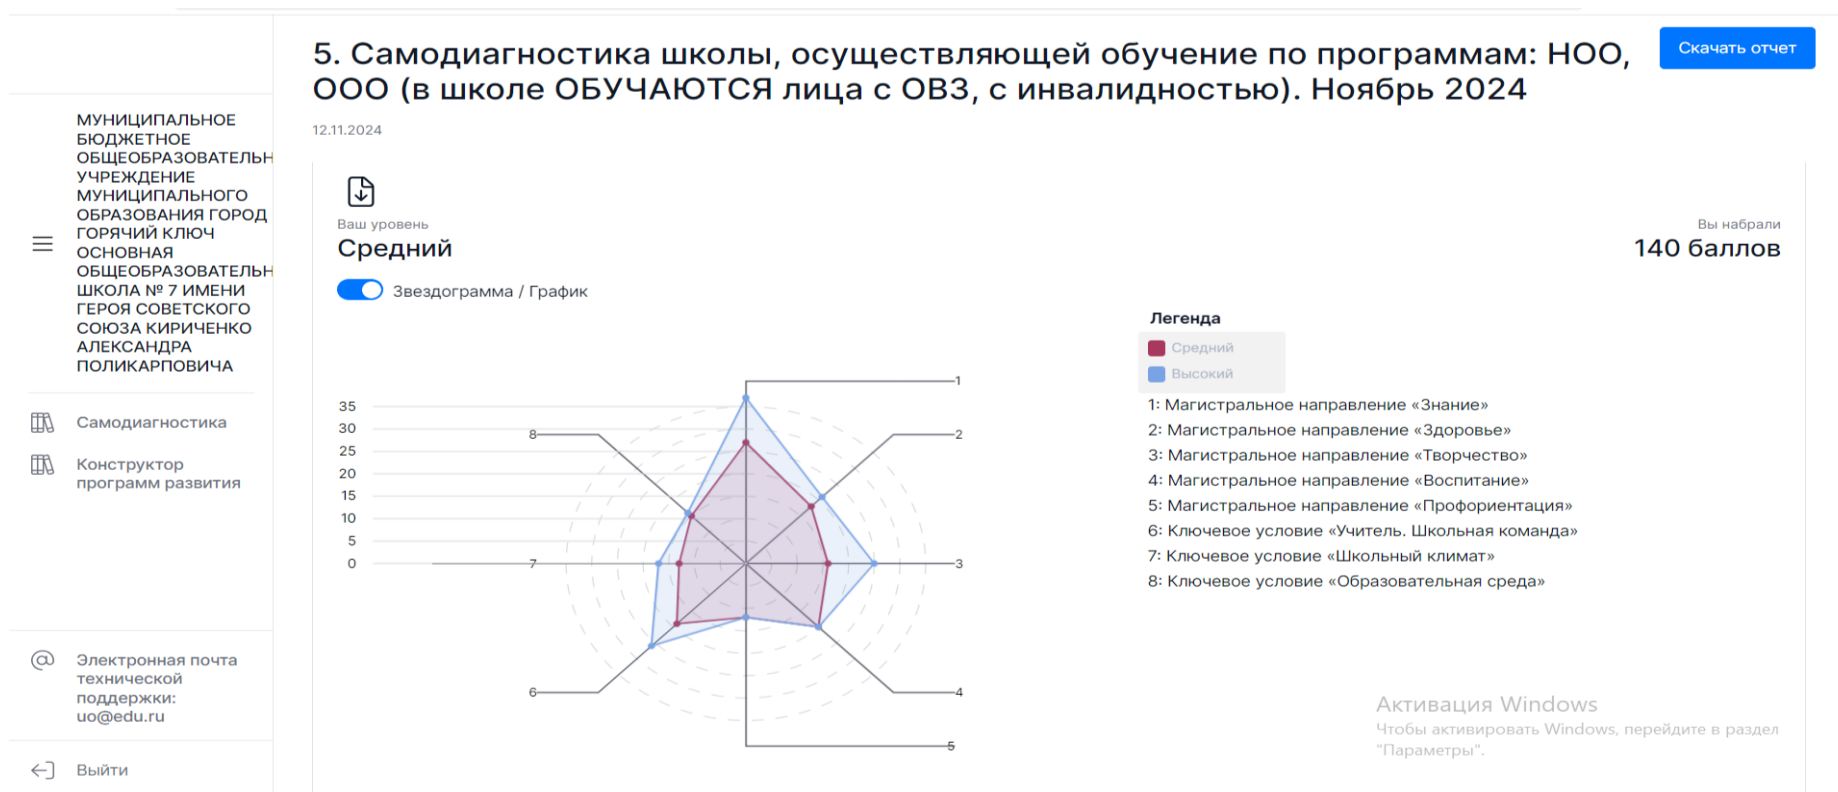 5. Самодиагностика школы, осуществляющей обучение по программам: НОО,
ООО (в школе ОБУЧАЮТСЯ лица с ОВЗ, с инвалидностью). Ноябрь 2024
Скачать отчет
12.11.2024
МУНИЦИПАЛЬНОЕ
БЮДЖЕТНОЕ
ОБЩЕОБРАЗОВАТЕЛЬН
УЧРЕЖДЕНИЕ
МУНИЦИПАЛЬНОГО
ОБРАЗОВАНИЯ ГОРОД
ГОРЯЧИЙ КЛЮЧ
ОСНОВНАЯ
ОБЩЕОБРАЗОВАТЕЛЬН
ШКОЛА № 7 ИМЕНИ
ГЕРОЯ СОВЕТСКОГО
СОЮЗА КИРИЧЕНКО
АЛЕКСАНДРА
ПОЛИКАРПОВИЧА
Самодиагностика
Конструктор
программ развития
Электронная почта
технической
поддержки:
uo@edu.ru
Выйти
Ваш уровень
Средний
Вы набрали
140 баллов
Звездограмма / График
35
30
25
20
15
10
5
0
1
2
3
4
5
6
7
8
Легенда
Средний
Высокий
1: Магистральное направление «Знание»
2: Магистральное направление «Здоровье»
3: Магистральное направление «Творчество»
4: Магистральное направление «Воспитание»
5: Магистральное направление «Профориентация»
6: Ключевое условие «Учитель. Школьная команда»
7: Ключевое условие «Школьный климат»
8: Ключевое условие «Образовательная среда»
Активация Windows
Чтобы активировать Windows, перейдите в раздел
"Параметры".